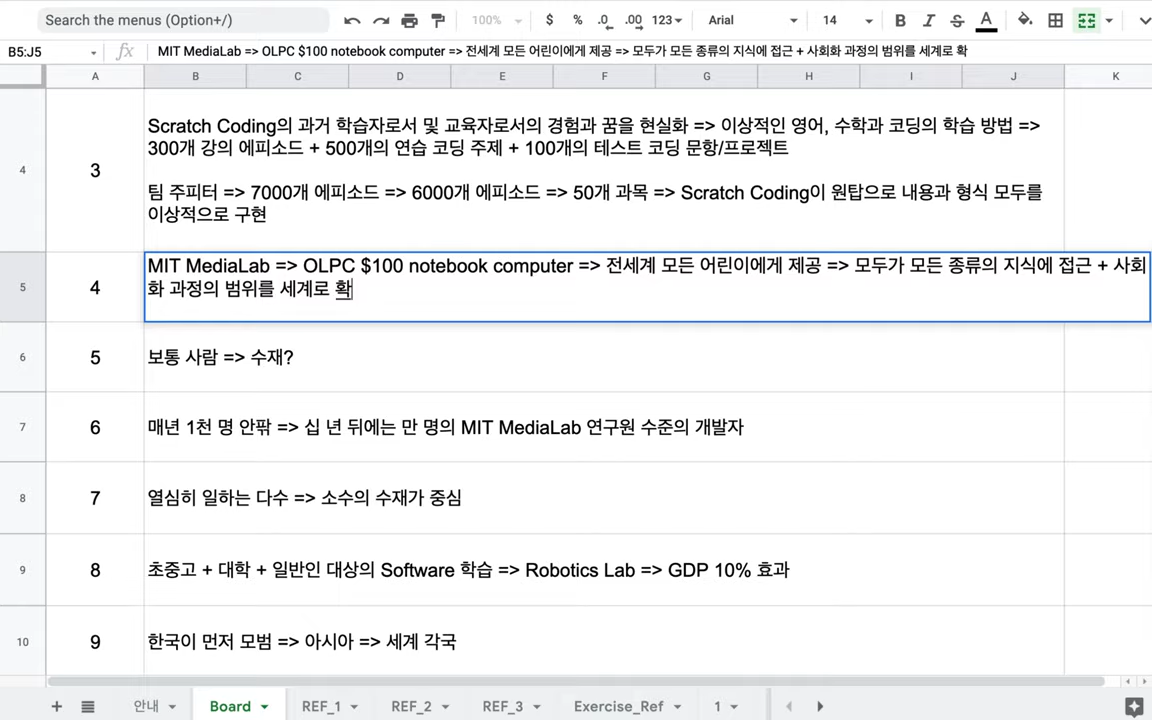 Search the menus (Option+/)
100%
$ % .0 .00 123 Arial 14 B I S A
B5:J5 fx MIT MediaLab => OLPC $100 notebook computer => 전세계 모든 어린이에게 제공 => 모두가 모든 종류의 지식에 접근 + 사회화 과정의 범위를 세계로 확
A B C D E F G H I J K
4 3
Scratch Coding의 과거 학습자로서 및 교육자로서의 경험과 꿈을 현실화 => 이상적인 영어, 수학과 코딩의 학습 방법 =>
300개 강의 에피소드 + 500개의 연습 코딩 주제 + 100개의 테스트 코딩 문항/프로젝트
팀 주피터 => 7000개 에피소드 => 6000개 에피소드 => 50개 과목 => Scratch Coding이 원탑으로 내용과 형식 모두를
이상적으로 구현
5 4
MIT MediaLab => OLPC $100 notebook computer => 전세계 모든 어린이에게 제공 => 모두가 모든 종류의 지식에 접근 + 사회
화 과정의 범위를 세계로 확
6 5 보통 사람 => 수재?
7 6 매년 1천 명 안팎 => 십 년 뒤에는 만 명의 MIT MediaLab 연구원 수준의 개발자
8 7 열심히 일하는 다수 => 소수의 수재가 중심
9 8 초중고 + 대학 + 일반인 대상의 Software 학습 => Robotics Lab => GDP 10% 효과
10 9 한국이 먼저 모범 => 아시아 => 세계 각국
안내 Board REF_1 REF_2 REF_3 Exercise_Ref 1